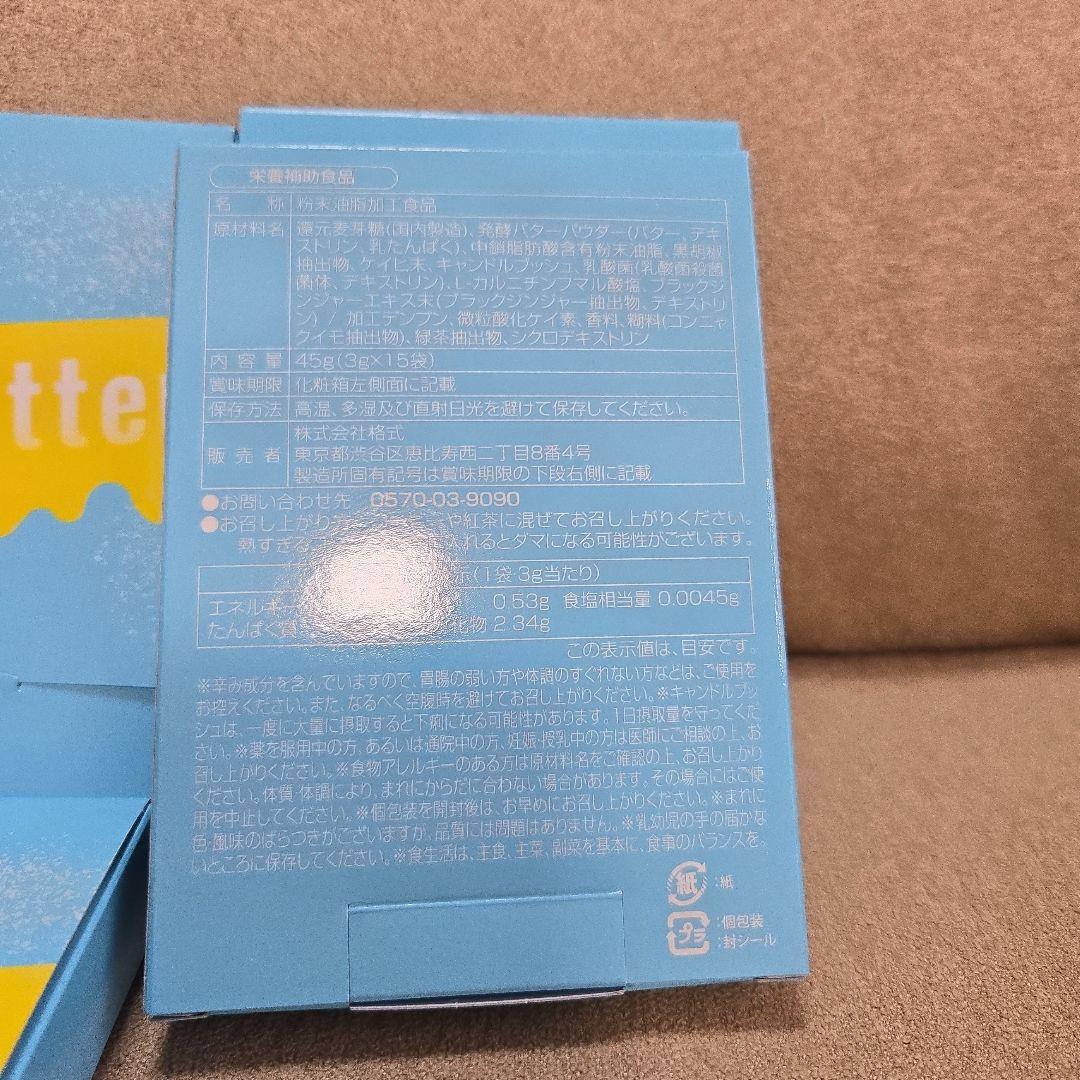 tte
栄養補助食品
名 称 粉末油脂加工食品
原材料名 還元麦芽糖(国内製造)、発酵バターパウダー(バター、デキ
ストリン、乳たんぱく)、中鎖脂肪酸含有粉末油脂、黒胡椒
抽出物、ケイヒ末、キャンドルブッシュ、乳酸菌(乳酸菌殺菌
菌体、デキストリン)、L-カルニチンフマル酸塩、ブラックジ
ンジャーエキス末(ブラックジンジャー抽出物、デキストリ
ン) / 加工デンプン、微粒酸化ケイ素、香料、糊料(コンニャ
クイモ抽出物)、緑茶抽出物、シクロデキストリン
内容量 45g(3g×15袋)
賞味期限 化粧箱左側面に記載
保存方法 高温、多湿及び直射日光を避けて保存してください。
販売者 株式会社格式
東京都渋谷区恵比寿西二丁目8番4号
製造所固有記号は賞味期限の下段右側に記載
●お問い合わせ先 0570-03-9090
●お召し上がり や紅茶に混ぜてお召し上がりください。
熱すぎる 入れるとダマになる可能性がございます。
(1袋 3g当たり)
エネルギー 0.53g 食塩相当量 0.0045g
たんぱく質 化物 2.34g
この表示値は、目安です。
※辛み成分を含んでいますので、胃腸の弱い方や体調のすぐれない方などは、ご使用を
お控えください。また、なるべく空腹時を避けてお召し上がりください。※キャンドルブッ
シュは、一度に大量に摂取すると下痢になる可能性があります。1日摂取量を守ってくだ
さい。※薬を服用中の方、あるいは通院中の方、妊娠・授乳中の方は医師にご相談の上、お
召し上がりください。※食物アレルギーのある方は原材料名をご確認の上、お召し上がり
ください。体質・体調により、まれにからだに合わない場合があります。その場合にはご使
用を中止してください。※個包装を開封後は、お早めにお召し上がりください。※まれに
色・風味のばらつきがございますが、品質には問題はありません。※乳幼児の手の届かな
いところに保存してください。※食生活は、主食、主菜、副菜を基本に、食事のバランスを。
紙 :紙
プラ :個包装
:封シール